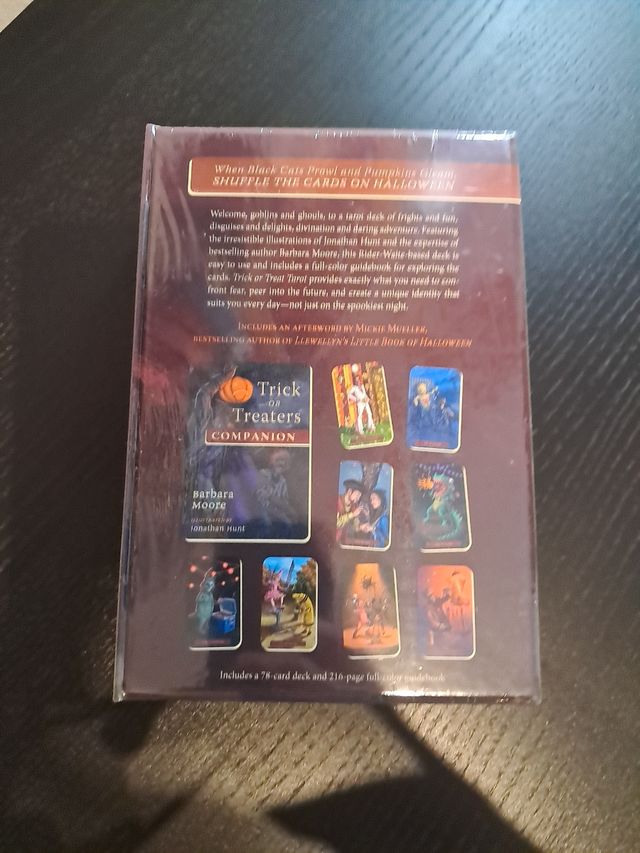 When Black Cats Prowl and Pumpkins Gleam,
SHUFFLE THE CARDS ON HALLOWEEN
Welcome, goblins and ghouls, to a tarot deck of frights and fun,
disguises and delights, divination and daring adventure. Featuring
the irresistible illustrations of Jonathan Hunt and the expertise of
bestselling author Barbara Moore, this Rider-Waite-based deck is
easy to use and includes a full-color guidebook for exploring the
cards. Trick or Treat Tarot provides exactly what you need to con-
front fear, peer into the future, and create a unique identity that
suits you every day—not just on the spookiest night.
INCLUDES AN AFTERWORD BY MICKIE MUELLER,
BESTSELLING AUTHOR OF LLEWELLYN'S LITTLE BOOK OF HALLOWEEN
Trick
OR
Treaters
COMPANION
Barbara
Moore
ILLUSTRATED BY
Jonathan Hunt
Includes a 78-card deck and 216-page full-color guidebook